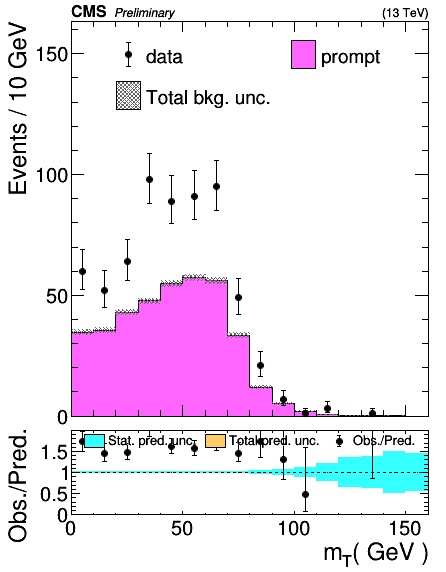 CMS Preliminary (13 TeV)
data prompt
Total bkg. unc.
Events / 10 GeV
150
100
50
0
Stat. pred. unc. Total pred. unc. Obs./Pred.
Obs./Pred.
1.5
1
0.5
0
0 50 100 150
m_T( GeV )